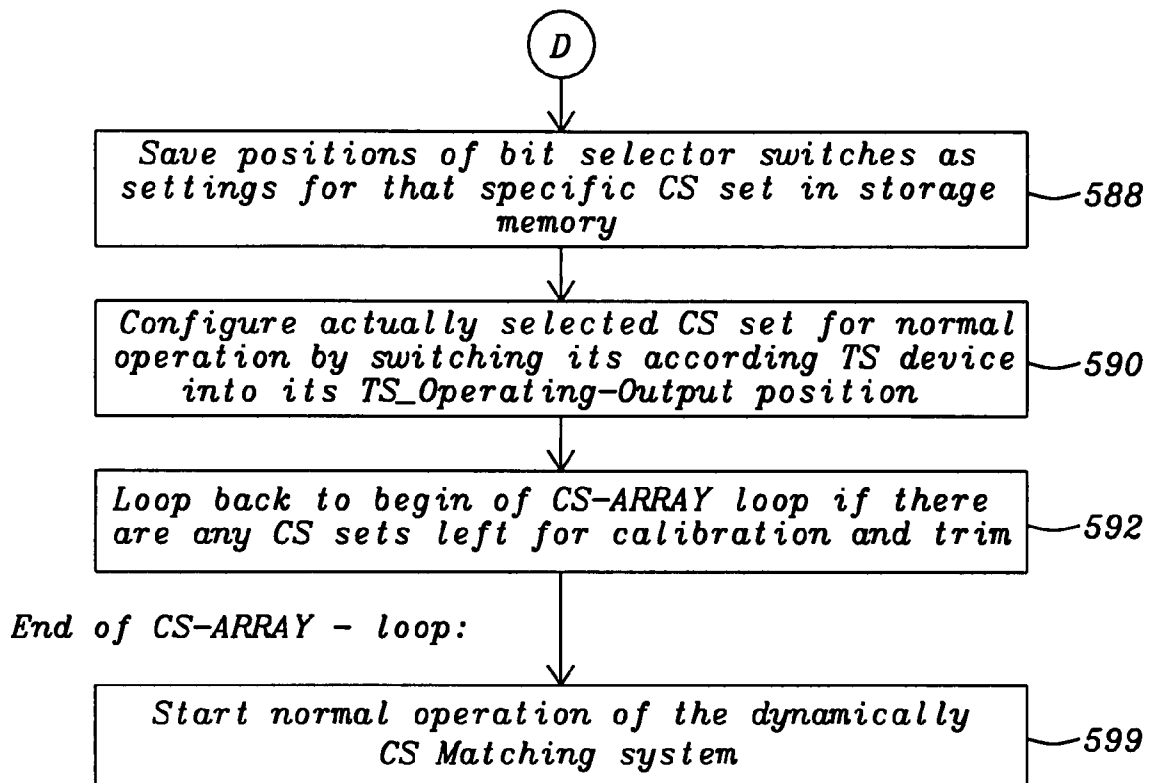 D
Save positions of bit selector switches as
settings for that specific CS set in storage
memory
588
Configure actually selected CS set for normal
operation by switching its according TS device
into its TS_Operating-Output position
590
Loop back to begin of CS-ARRAY loop if there
are any CS sets left for calibration and trim
592
End of CS-ARRAY - loop:
Start normal operation of the dynamically
CS Matching system
599